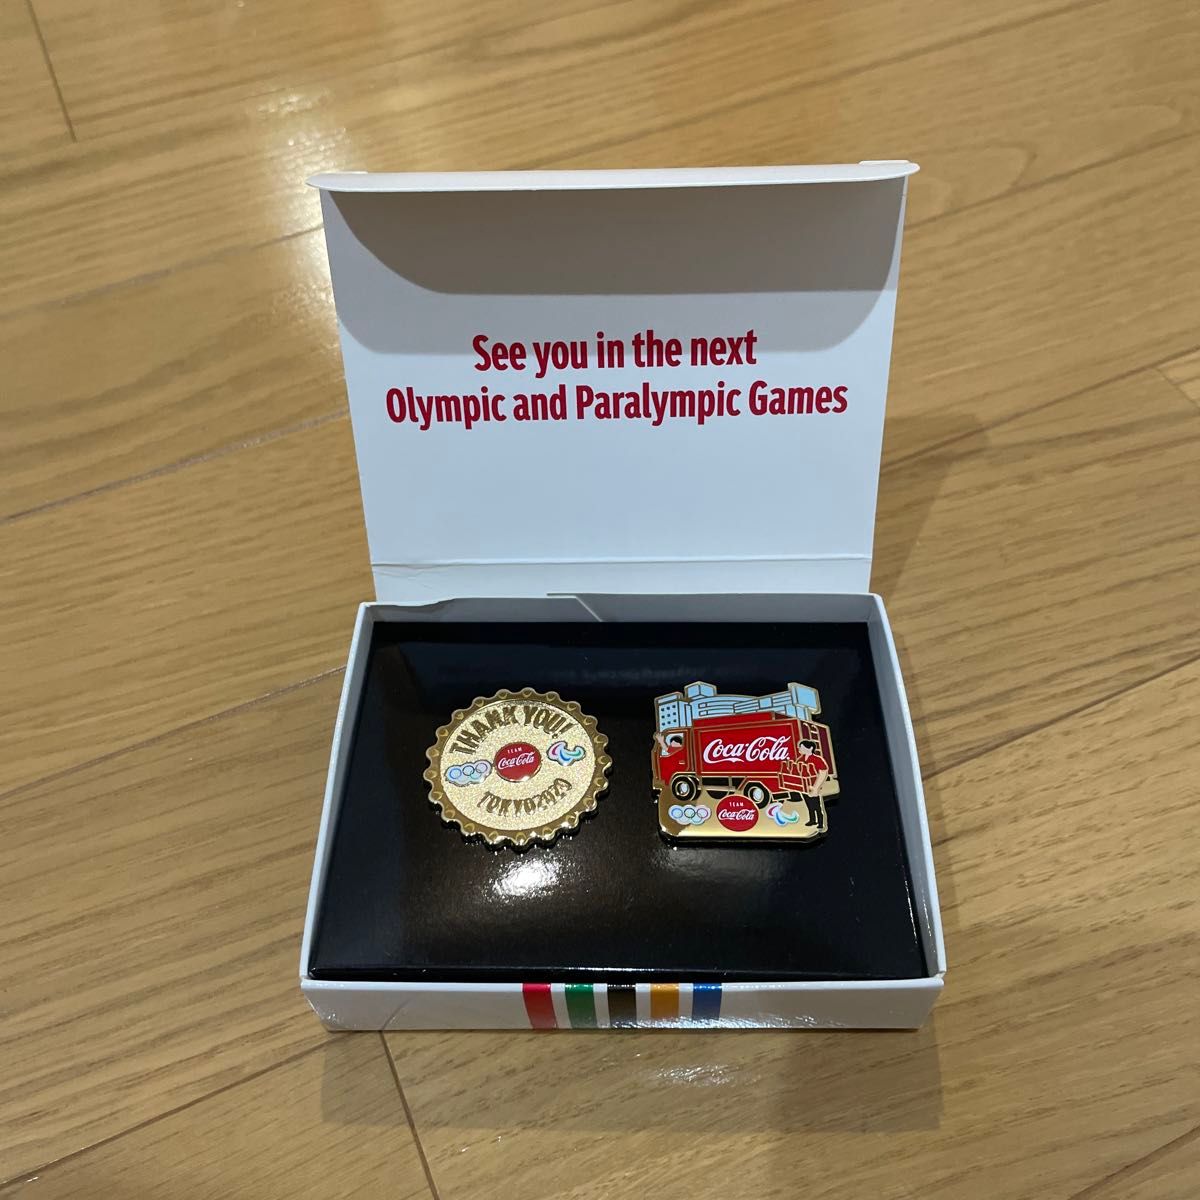 See you in the next
Olympic and Paralympic Games
THANK YOU!!
TEAM
Coca-Cola
TOKYO2020
Coca-Cola
TEAM
Coca-Cola